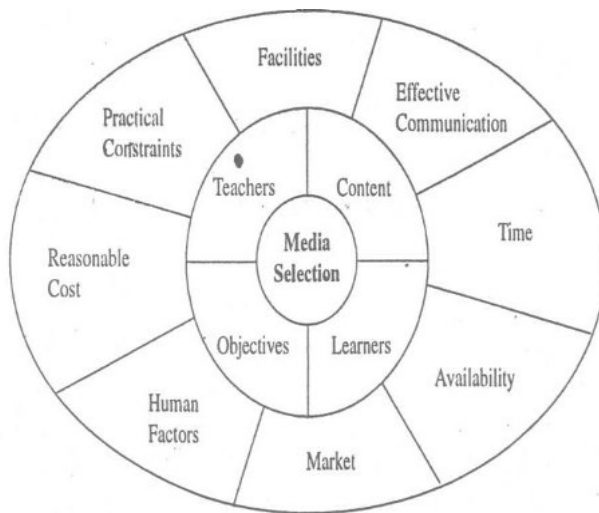 Facilities
Effective
Communication
Practical
Constraints
Teachers
Content
Time
Media
Selection
Reasonable
Cost
Objectives
Learners
Availability
Human
Factors
Market